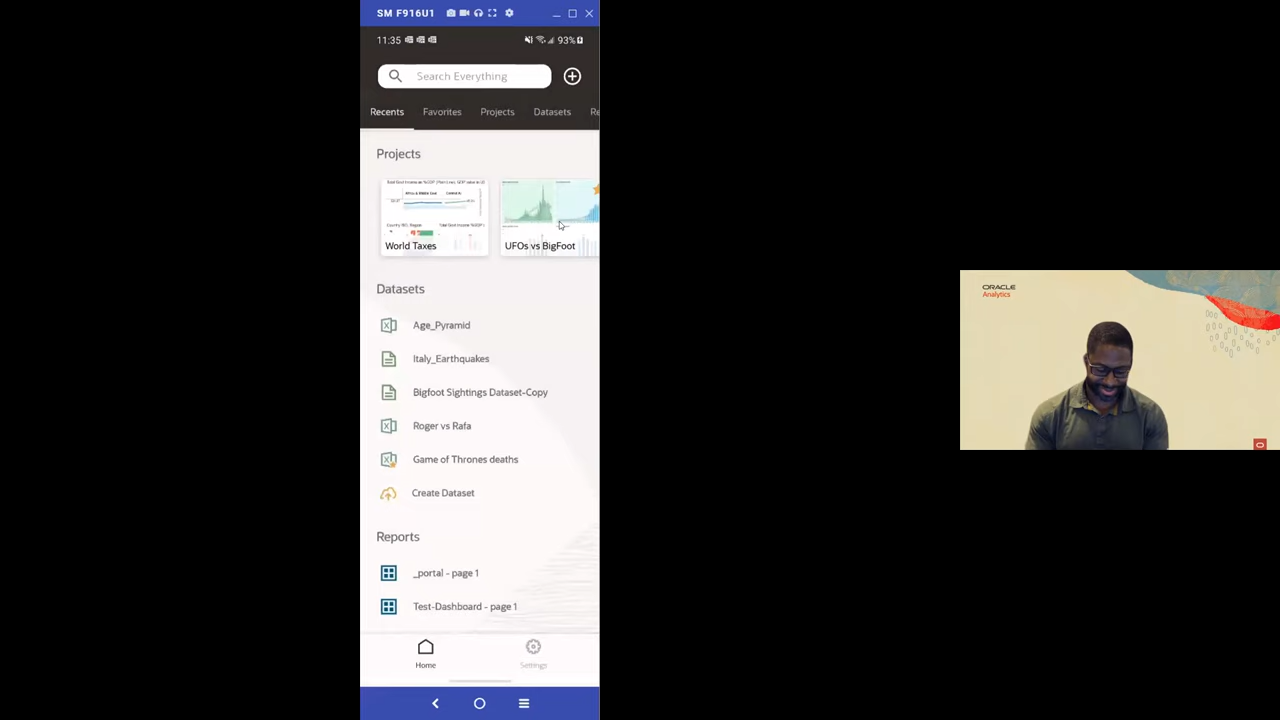 SM F916U1
11:35
93%
Search Everything
Recents Favorites Projects Datasets Re
Projects
World Taxes
UFOs vs BigFoot
Datasets
Age_Pyramid
Italy_Earthquakes
Bigfoot Sightings Dataset-Copy
Roger vs Rafa
Game of Thrones deaths
Create Dataset
Reports
_portal - page 1
Test-Dashboard - page 1
Home
Settings
ORACLE
Analytics